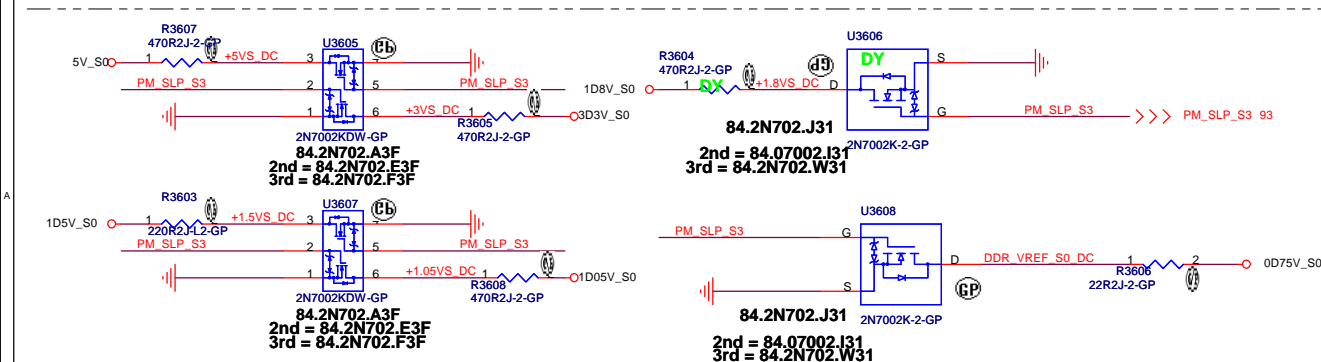 R3607
470R2J-2-GP
5V_S0
1
+5VS_DC
3
U3605
PM_SLP_S3
2
5
PM_SLP_S3
1
6
+3VS_DC
1
3D3V_S0
R3605
470R2J-2-GP
2N7002KDW-GP
84.2N702.A3F
2nd = 84.2N702.E3F
3rd = 84.2N702.F3F
R3604
470R2J-2-GP
1D8V_S0
1
DY
+1.8VS_DC
D
U3606
DY
S
G
PM_SLP_S3
PM_SLP_S3 93
84.2N702.J31
2N7002K-2-GP
2nd = 84.07002.I31
3rd = 84.2N702.W31
A
R3603
1D5V_S0
1
220R2J-L2-GP
+1.5VS_DC
3
U3607
PM_SLP_S3
2
5
PM_SLP_S3
1
6
+1.05VS_DC
1
1D05V_S0
R3608
470R2J-2-GP
2N7002KDW-GP
84.2N702.A3F
2nd = 84.2N702.E3F
3rd = 84.2N702.F3F
U3608
PM_SLP_S3
G
D
DDR_VREF_S0_DC
1
2
0D75V_S0
R3606
22R2J-2-GP
S
GP
84.2N702.J31
2N7002K-2-GP
2nd = 84.07002.I31
3rd = 84.2N702.W31